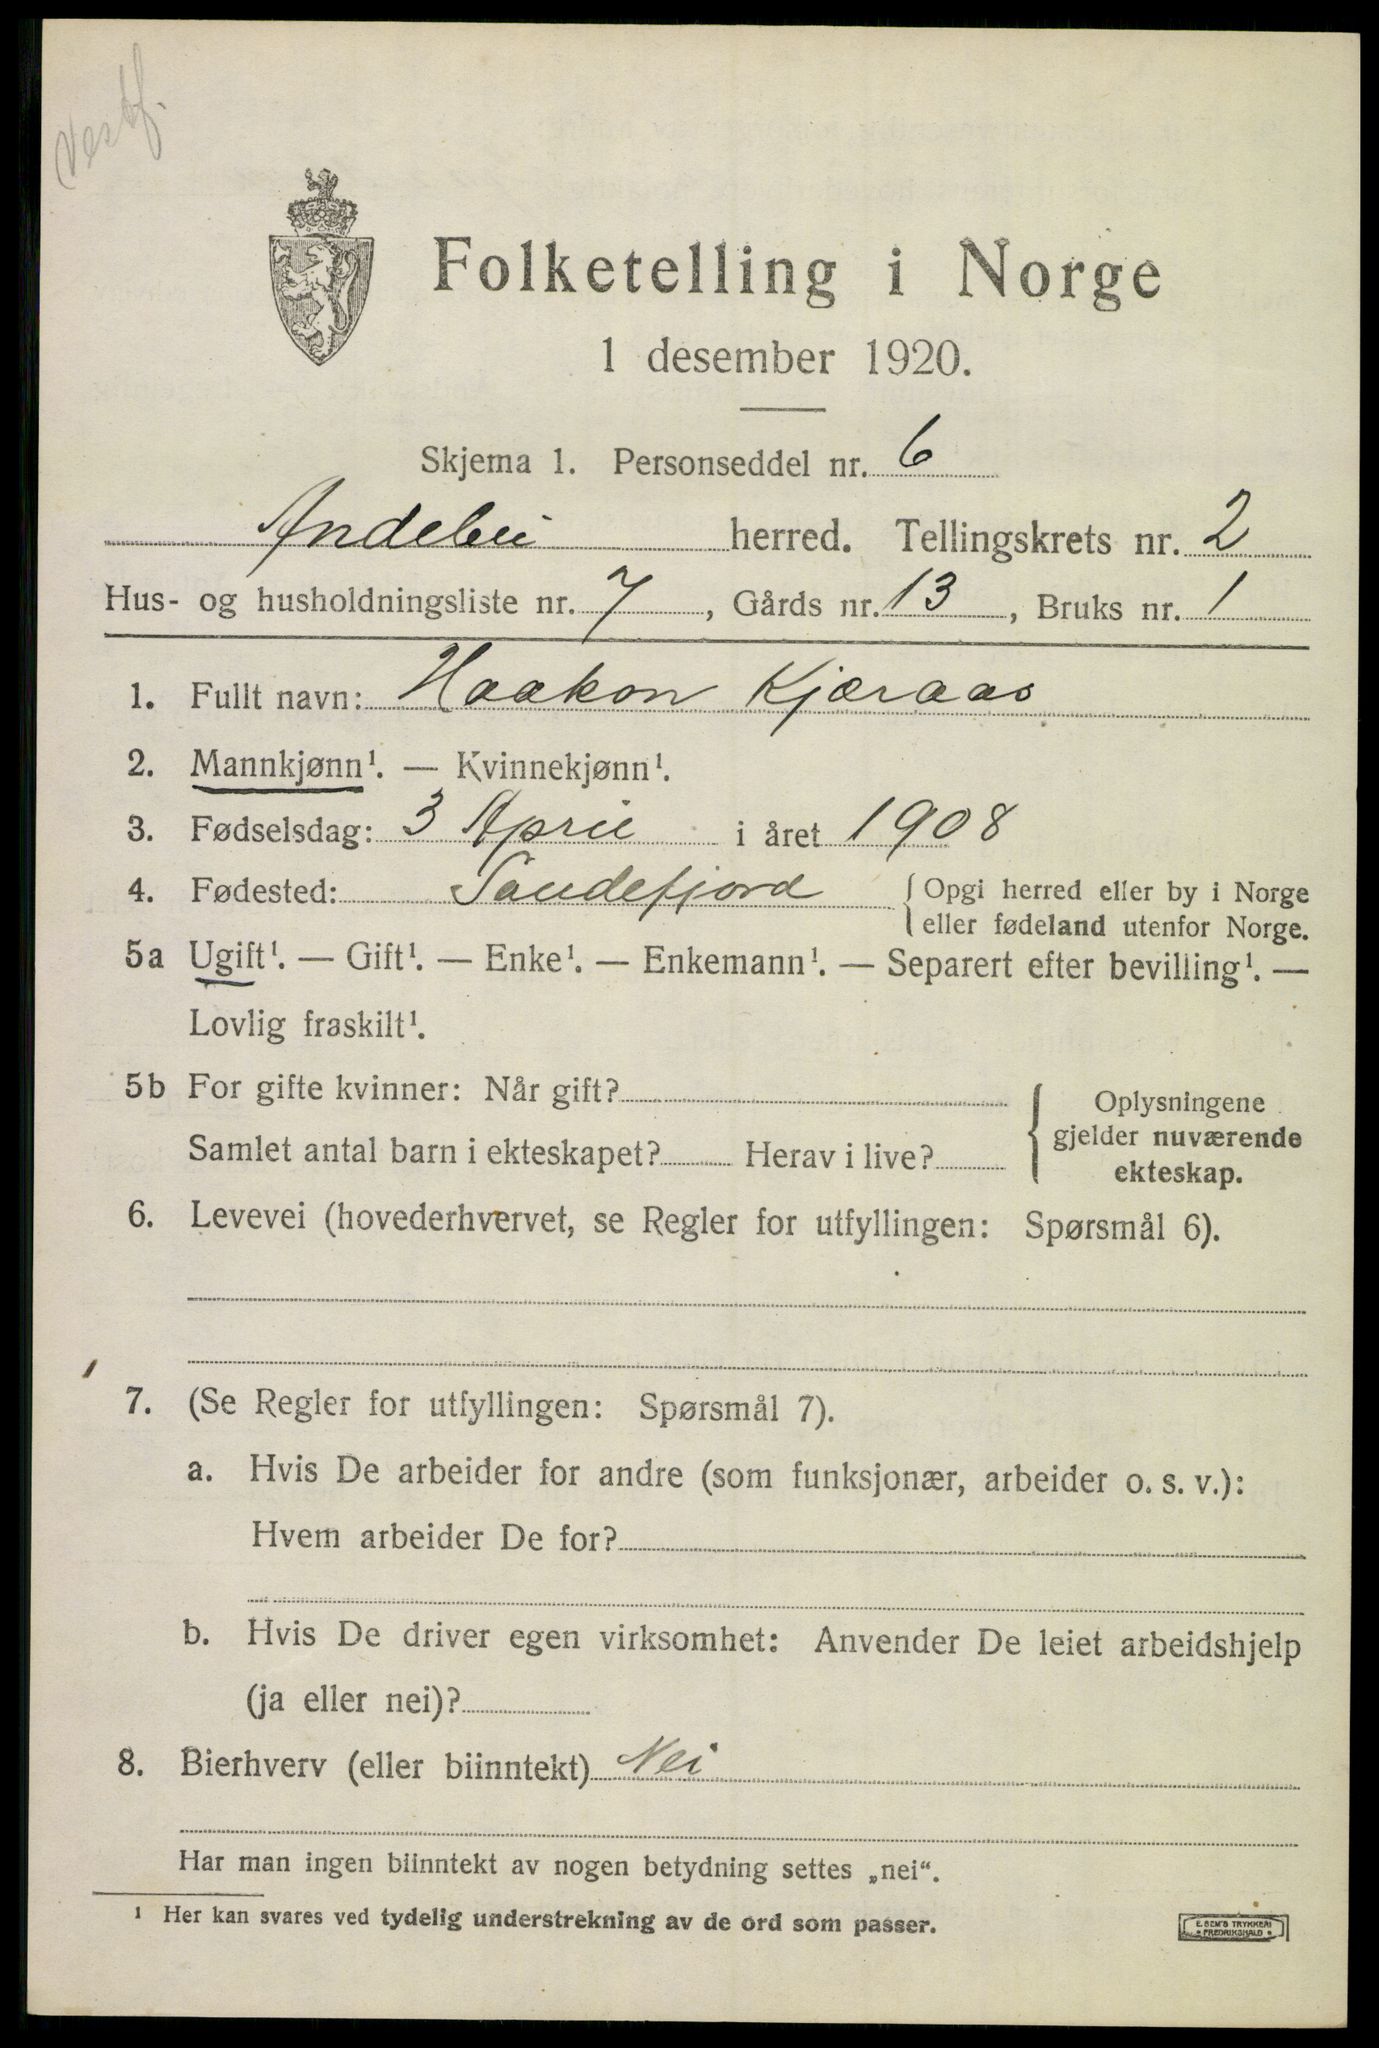 Vestf.
Folketelling i Norge
1 desember 1920.
Skjema 1. Personseddel nr. 6
Andebu herred. Tellingskrets nr. 2
Hus- og husholdningsliste nr. 7, Gårds nr. 13, Bruks nr. 1
1. Fullt navn: Haakon Kjæraas
2. Mannkjønn¹. — Kvinnekjønn¹.
3. Fødselsdag: 3 April i året 1908
4. Fødested: Sandefjord { Opgi herred eller by i Norge
eller fødeland utenfor Norge.
5a Ugift¹. — Gift¹. — Enke¹. — Enkemann¹. — Separert efter bevilling¹. —
Lovlig fraskilt¹.
5b For gifte kvinner: Når gift?
Samlet antal barn i ekteskapet? Herav i live?
{ Oplysningene
gjelder nuværende
ekteskap.
6. Levevei (hovederhvervet, se Regler for utfyllingen: Spørsmål 6).
7. (Se Regler for utfyllingen: Spørsmål 7).
a. Hvis De arbeider for andre (som funksjonær, arbeider o. s. v.):
Hvem arbeider De for?
b. Hvis De driver egen virksomhet: Anvender De leiet arbeidshjelp
(ja eller nei)?
8. Bierhverv (eller biinntekt) Nei
Har man ingen biinntekt av nogen betydning settes „nei“.
¹ Her kan svares ved tydelig understrekning av de ord som passer.
E. SEM'S TRYKKERI
* FREDRIKSHALD *